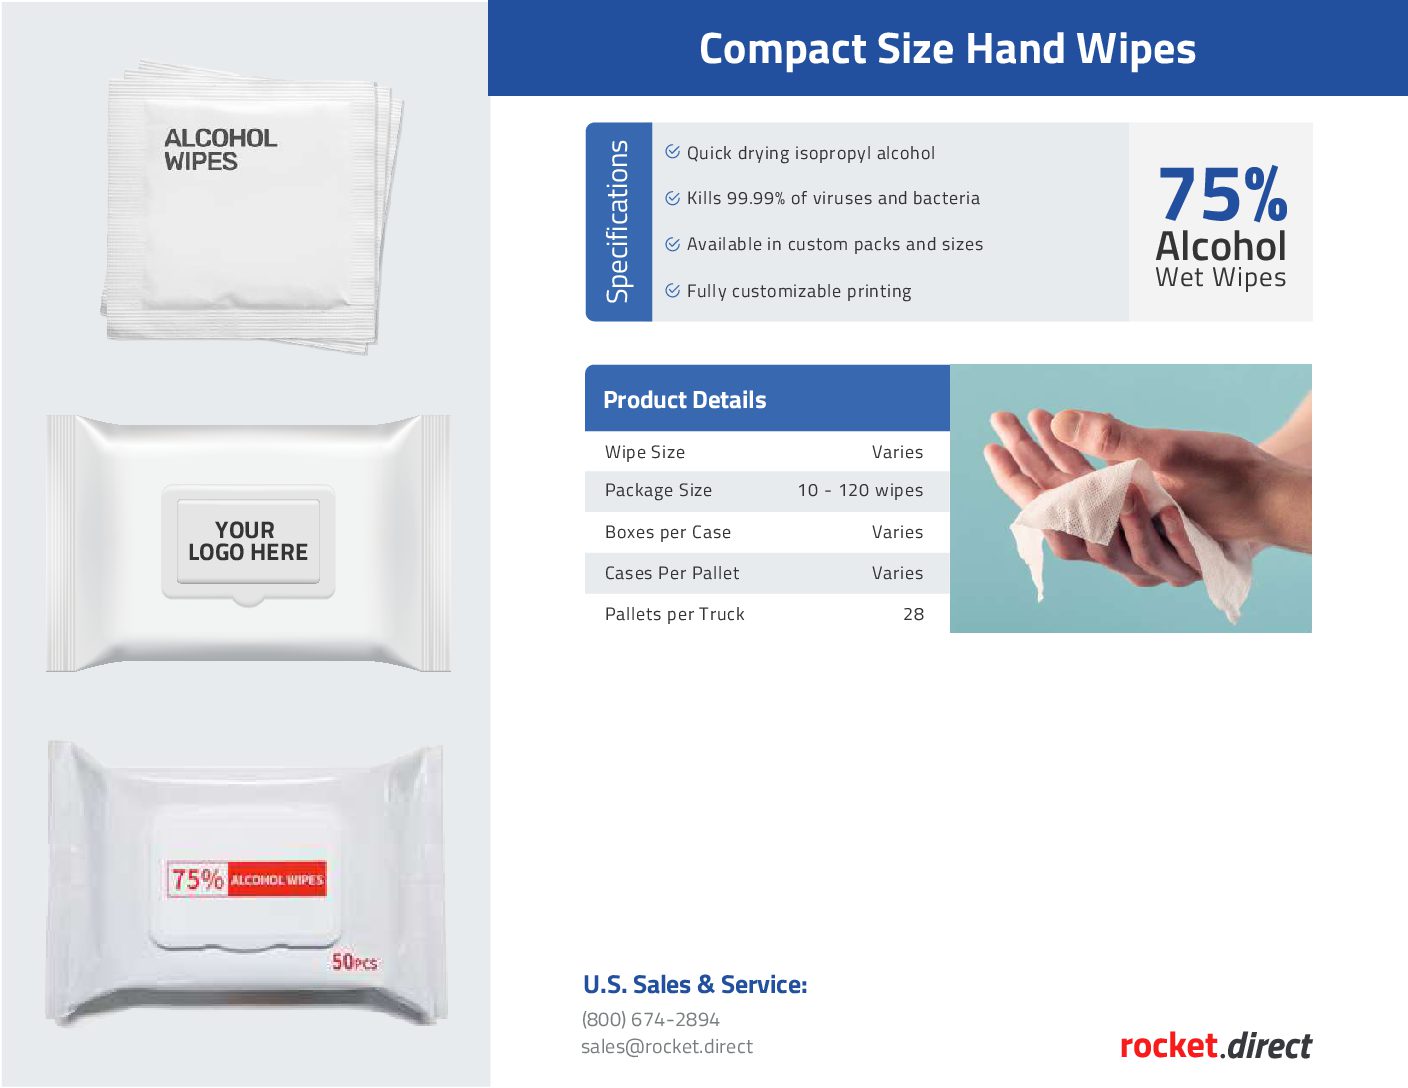 Compact Size Hand Wipes
ALCOHOL
WIPES
YOUR
LOGO HERE
75% ALCOHOL WIPES
50PCS
Specifications
Quick drying isopropyl alcohol
Kills 99.99% of viruses and bacteria
Available in custom packs and sizes
Fully customizable printing
75%
Alcohol
Wet Wipes
Product Details
Wipe Size Varies
Package Size 10 - 120 wipes
Boxes per Case Varies
Cases Per Pallet Varies
Pallets per Truck 28
U.S. Sales & Service:
(800) 674-2894
sales@rocket.direct
rocket.direct